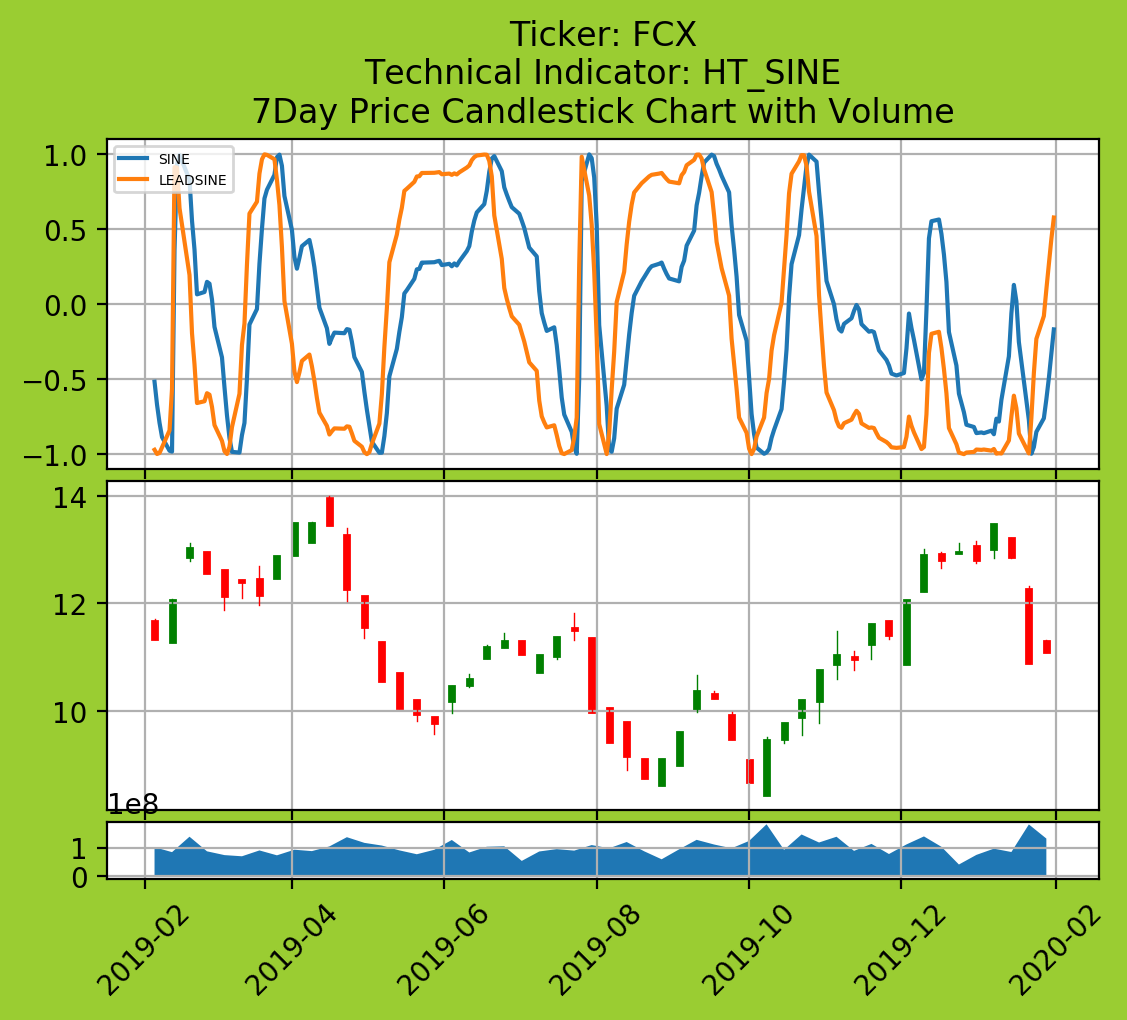 Ticker: FCX
Technical Indicator: HT_SINE
7Day Price Candlestick Chart with Volume
SINE
LEADSINE
1.0
0.5
0.0
−0.5
−1.0
14
12
10
1e8
1
0
2019-02
2019-04
2019-06
2019-08
2019-10
2019-12
2020-02